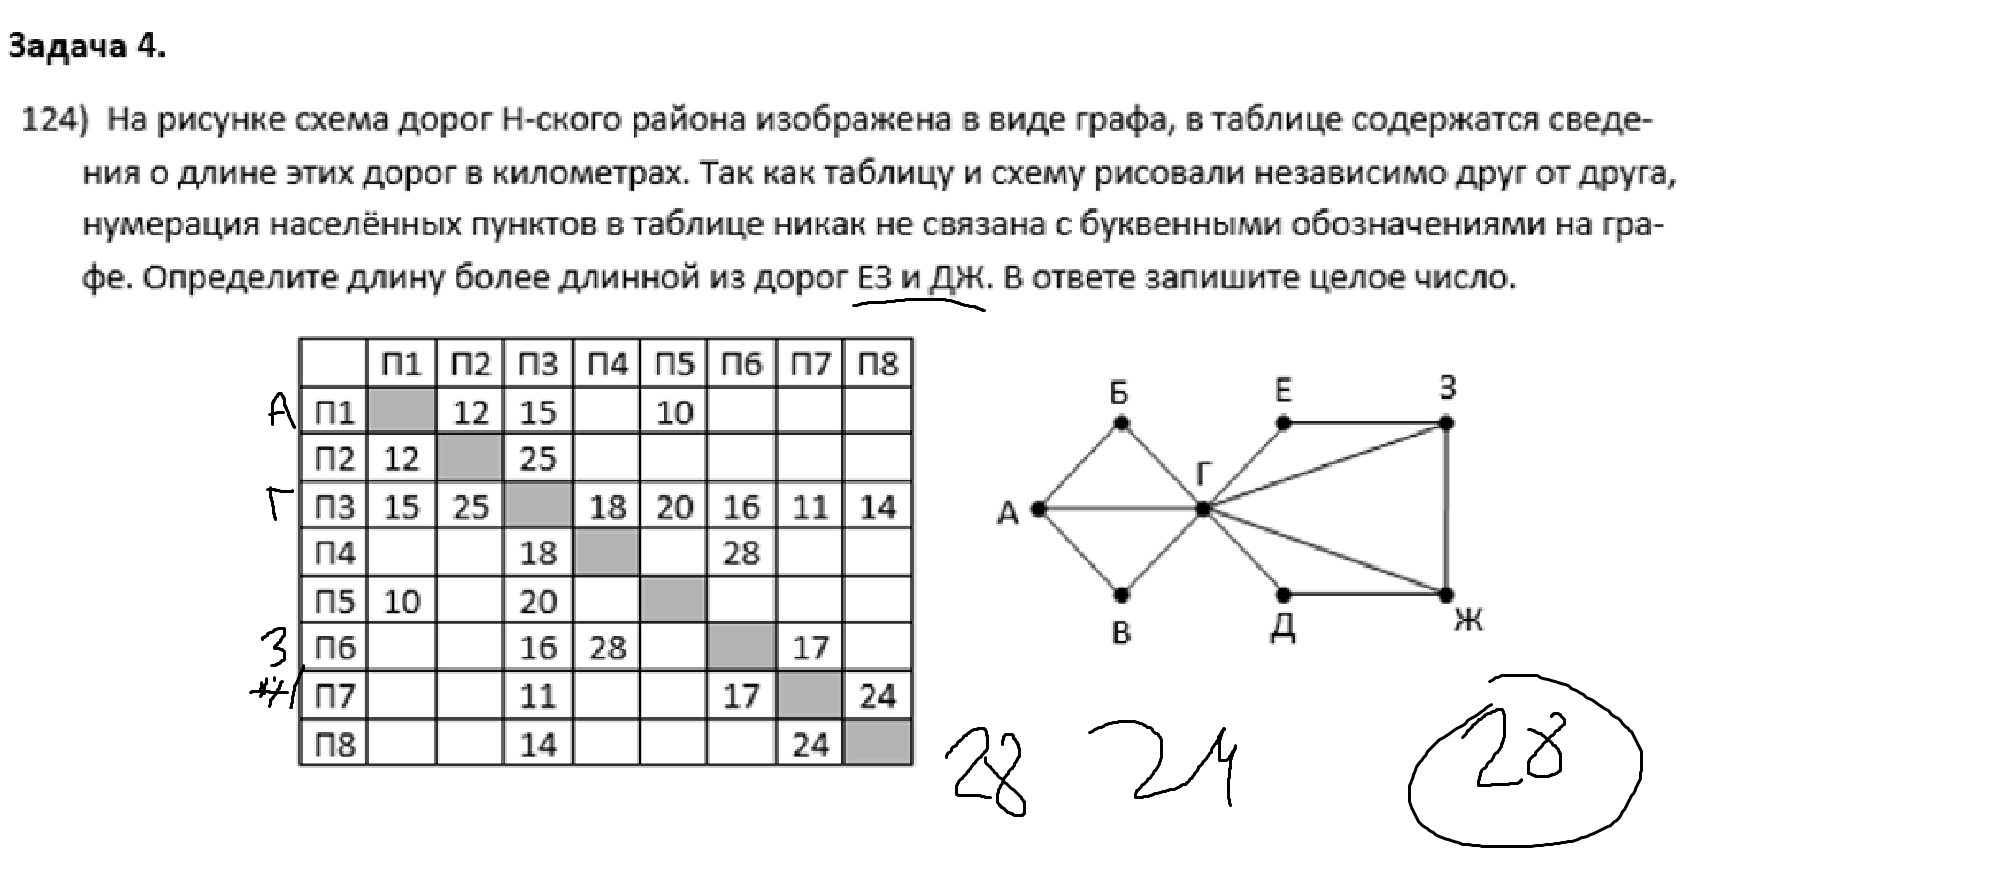 Задача 4.
124) На рисунке схема дорог Н-ского района изображена в виде графа, в таблице содержатся сведе-
ния о длине этих дорог в километрах. Так как таблицу и схему рисовали независимо друг от друга,
нумерация населённых пунктов в таблице никак не связана с буквенными обозначениями на гра-
фе. Определите длину более длинной из дорог ЕЗ и ДЖ. В ответе запишите целое число.
П1 П2 П3 П4 П5 П6 П7 П8
А П1 12 15 10
П2 12 25
Г П3 15 25 18 20 16 11 14
П4 18 28
П5 10 20
З П6 16 28 17
Ж П7 11 17 24
П8 14 24
Б Е З
Г
А
В Д Ж
28 24 28